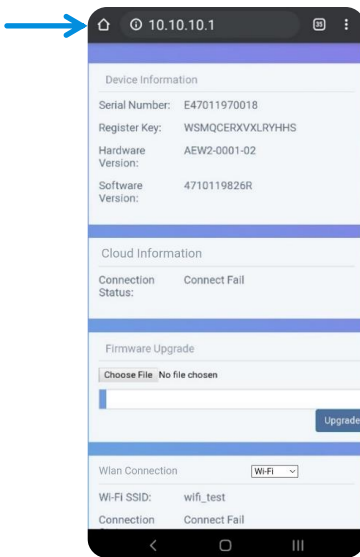 10.10.10.1
35
Device Information
Serial Number: E47011970018
Register Key: WSMQCERXVXLRYHHS
Hardware AEW2-0001-02
Version:
Software 4710119826R
Version:
Cloud Information
Connection Connect Fail
Status:
Firmware Upgrade
Choose File No file chosen
Upgrade
Wlan Connection Wi-Fi
Wi-Fi SSID: wifi_test
Connection Connect Fail